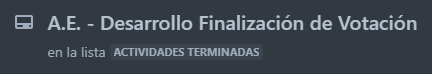 A.E. - Desarrollo Finalización de Votación
en la lista ACTIVIDADES TERMINADAS